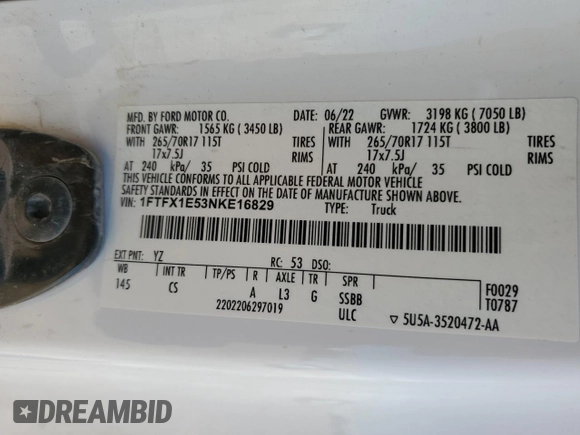 MFD. BY FORD MOTOR CO.
DATE: 06/22 GVWR: 3198 KG ( 7050 LB)
FRONT GAWR: 1565 KG ( 3450 LB)
REAR GAWR: 1724 KG ( 3800 LB)
WITH 265/70R17 115T TIRES
WITH 265/70R17 115T TIRES
17x7.5J RIMS
17x7.5J RIMS
AT 240 kPa/ 35 PSI COLD
AT 240 kPa/ 35 PSI COLD
THIS VEHICLE CONFORMS TO ALL APPLICABLE FEDERAL MOTOR VEHICLE
SAFETY STANDARDS IN EFFECT ON THE DATE OF MANUFACTURE SHOWN ABOVE.
VIN: 1FTFX1E53NKE16829
TYPE: Truck
EXT PNT: YZ RC: 53 DSO:
WB INT TR TP/PS R AXLE TR SPR
145 CS A L3 G SSBB
2202206297019 ULC
F0029
T0787
▽ 5U5A-3520472-AA
DREAMBID